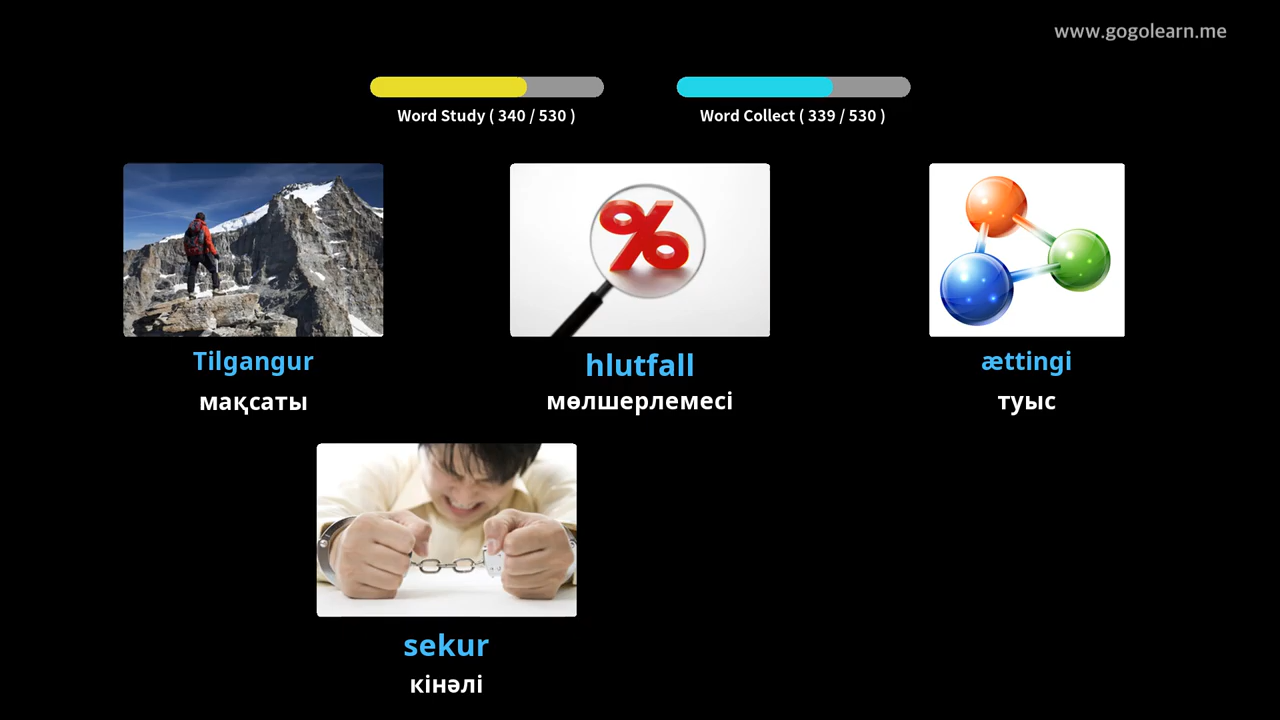 www.gogolearn.me
Word Study ( 340 / 530 )
Word Collect ( 339 / 530 )
Tilgangur
мақсаты
hlutfall
мөлшерлемесі
ættingi
туыс
sekur
кінәлі